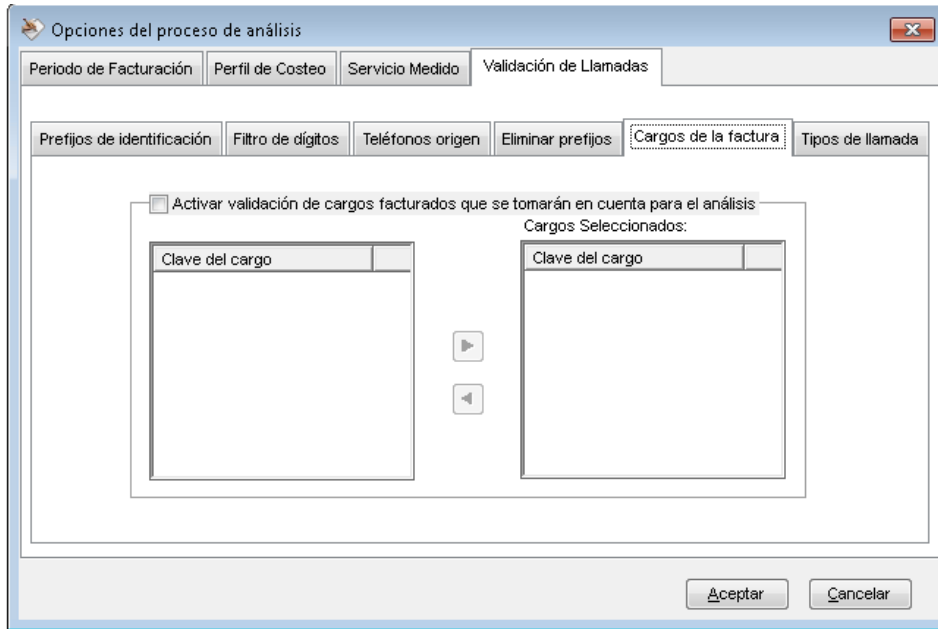 Opciones del proceso de análisis
Periodo de Facturación Perfil de Costeo Servicio Medido Validación de Llamadas
Prefijos de identificación Filtro de dígitos Teléfonos origen Eliminar prefijos Cargos de la factura Tipos de llamada
Activar validación de cargos facturados que se tomarán en cuenta para el análisis
Cargos Seleccionados:
Clave del cargo Clave del cargo
Aceptar Cancelar